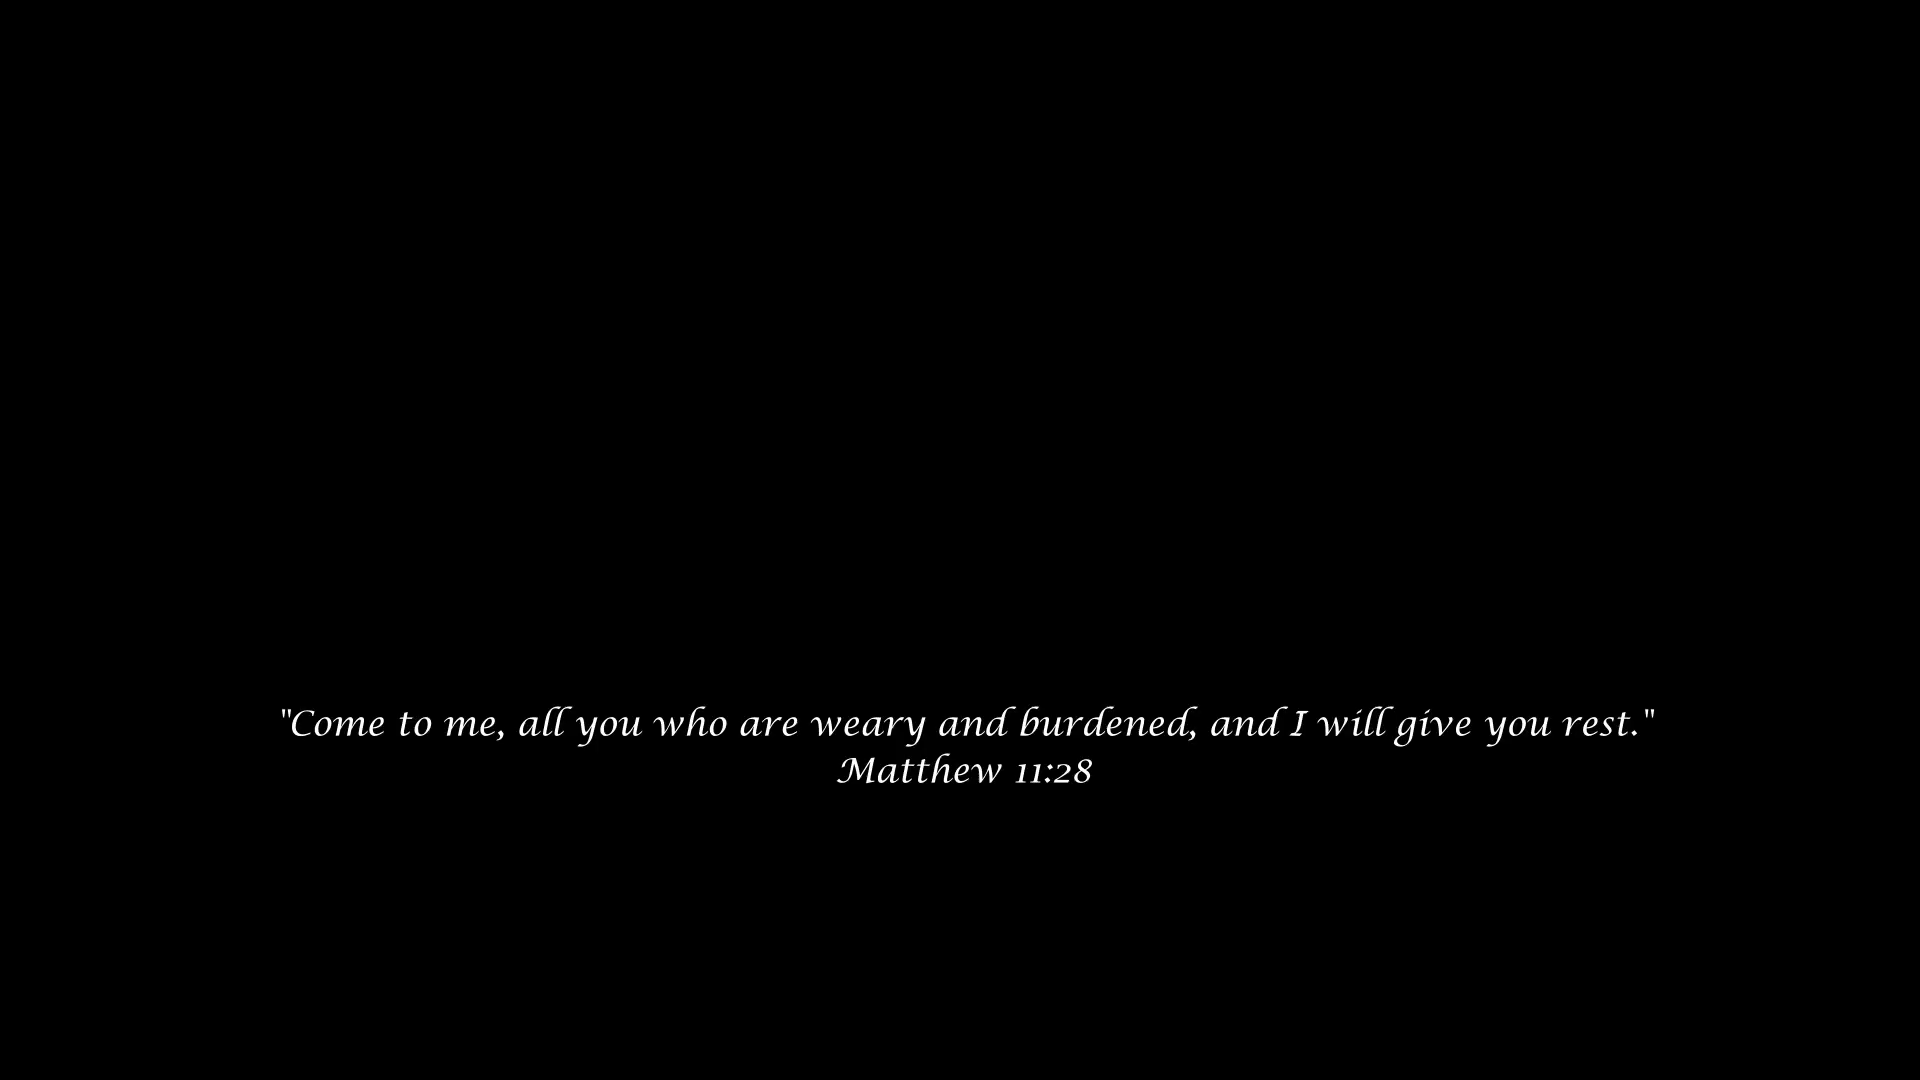 "Come to me, all you who are weary and burdened, and I will give you rest."
Matthew 11:28